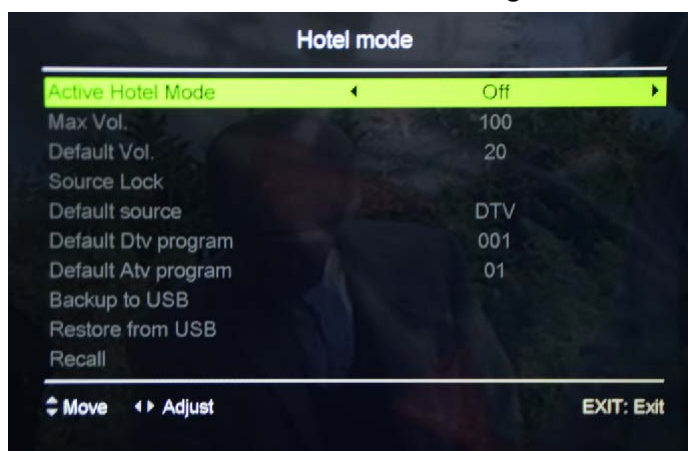 Hotel mode
Active Hotel Mode Off
Max Vol. 100
Default Vol. 20
Source Lock
Default source DTV
Default Dtv program 001
Default Atv program 01
Backup to USB
Restore from USB
Recall
Move Adjust EXIT: Exit